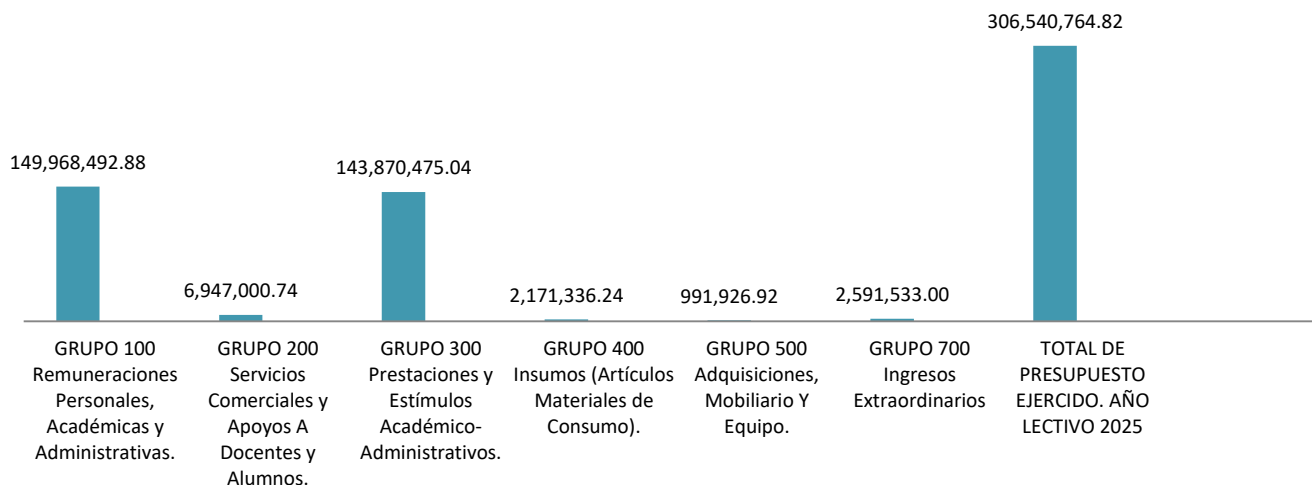 306,540,764.82
149,968,492.88
143,870,475.04
6,947,000.74
2,171,336.24
991,926.92
2,591,533.00
GRUPO 100
Remuneraciones
Personales,
Académicas y
Administrativas.
GRUPO 200
Servicios
Comerciales y
Apoyos A
Docentes y
Alumnos.
GRUPO 300
Prestaciones y
Estímulos
Académico-
Administrativos.
GRUPO 400
Insumos (Artículos
Materiales de
Consumo).
GRUPO 500
Adquisiciones,
Mobiliario Y
Equipo.
GRUPO 700
Ingresos
Extraordinarios
TOTAL DE
PRESUPUESTO
EJERCIDO. AÑO
LECTIVO 2025